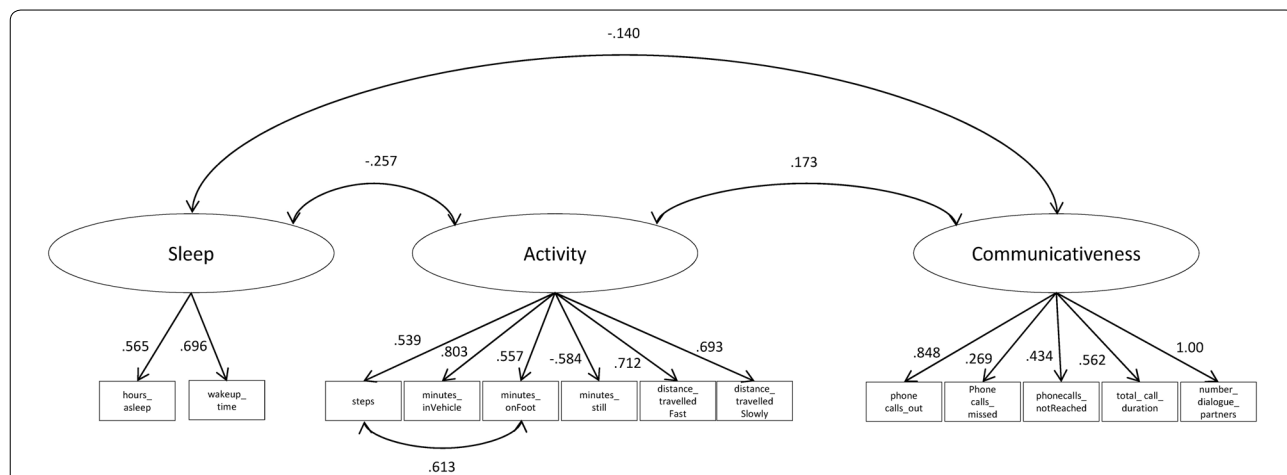 -.140
-.257
.173
Sleep
Activity
Communicativeness
.565
.696
.539
.803
.557
-.584
.712
.693
.848
.269
.434
.562
1.00
hours_
asleep
wakeup_
time
steps
minutes_
inVehicle
minutes_
onFoot
minutes_
still
distance_
travelled
Fast
distance_
travelled
Slowly
phone
calls_out
Phone
calls_
missed
phonecalls_
notReached
total_call_
duration
number_
dialogue_
partners
.613